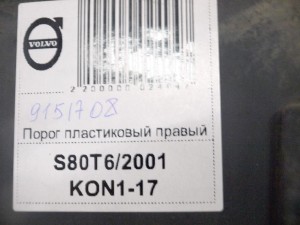 VOLVO
9151708
Порог пластиковый правый
S80T6/2001
KON1-17